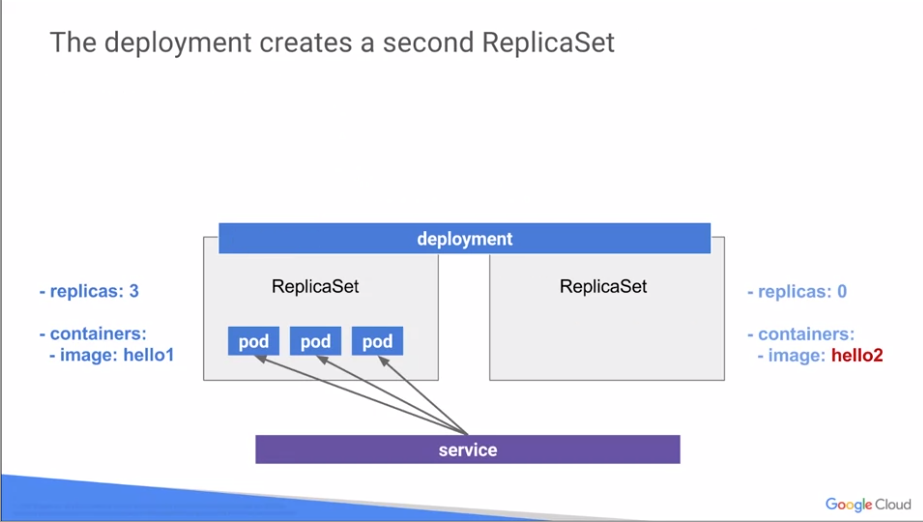 The deployment creates a second ReplicaSet
deployment
ReplicaSet
ReplicaSet
- replicas: 3
- containers:
- image: hello1
pod
pod
pod
- replicas: 0
- containers:
- image: hello2
service
Google Cloud